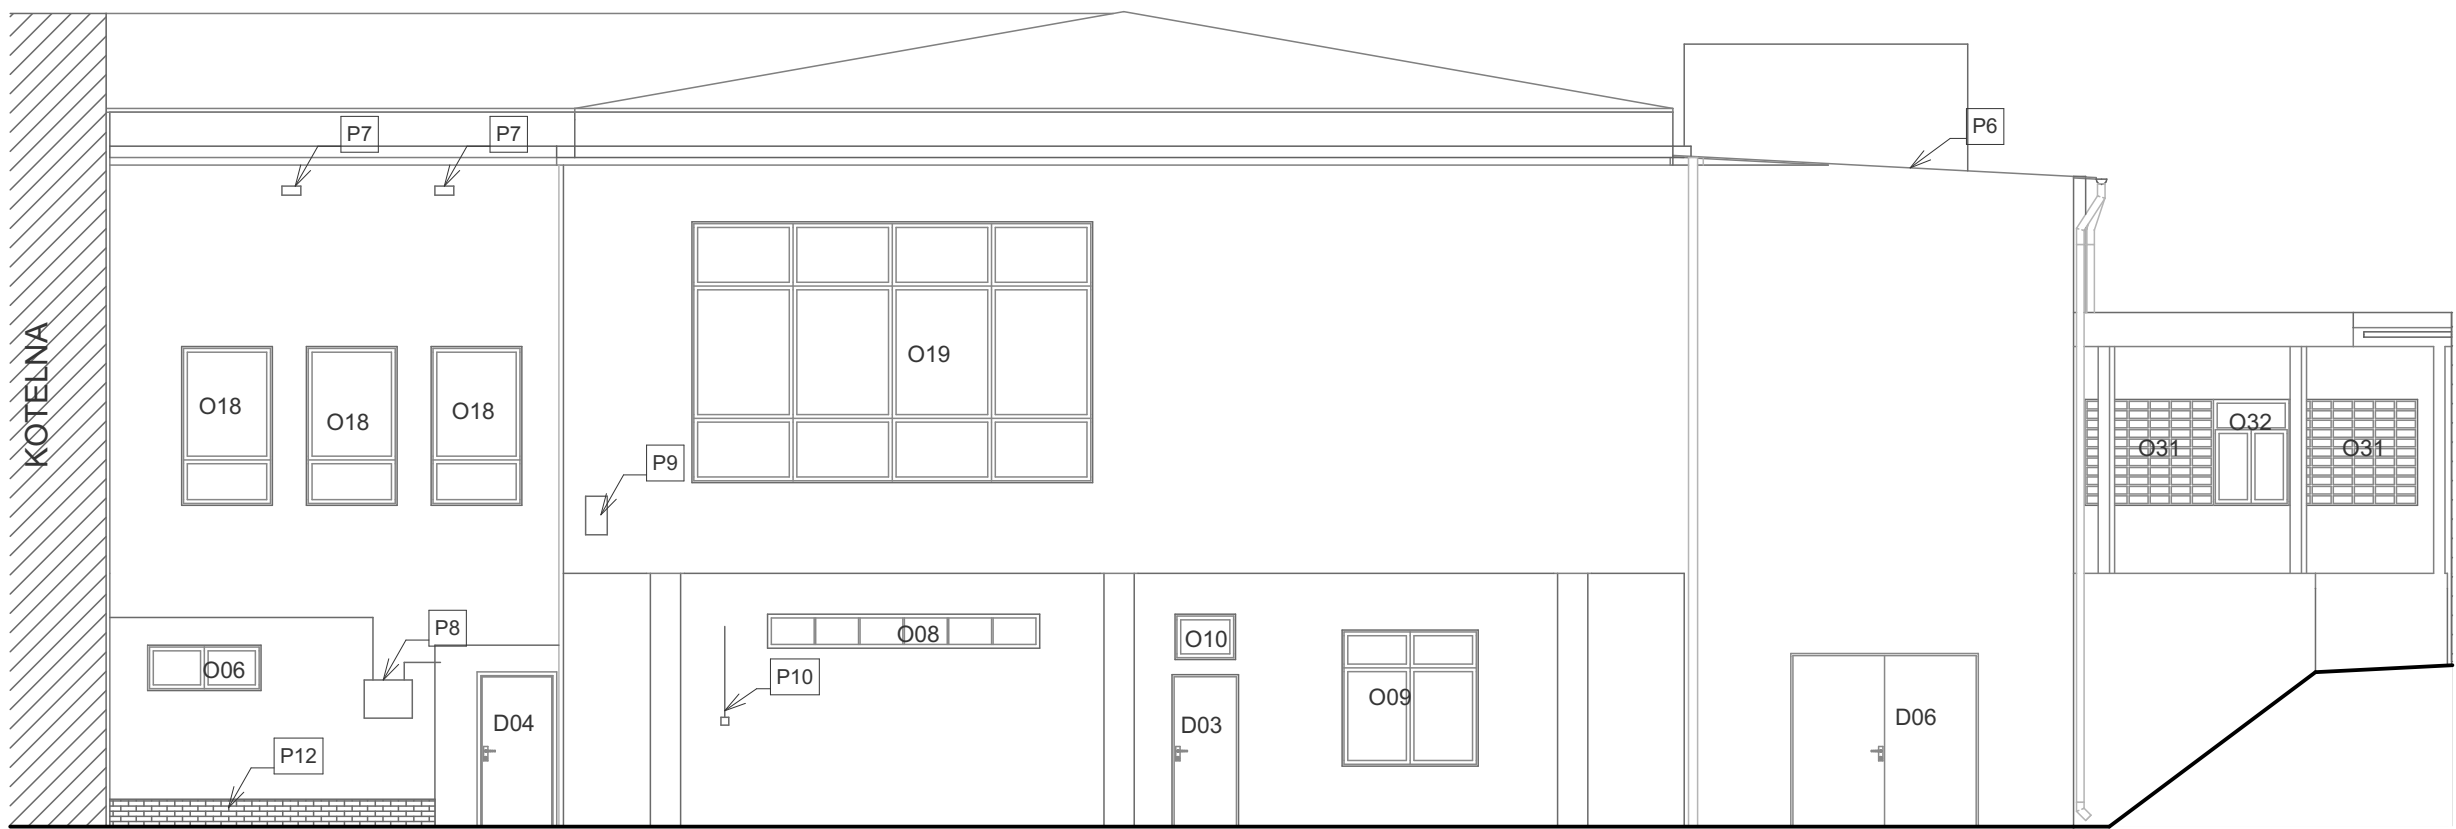 P7
P7
P6
KOTELNA
O18
O18
O18
O19
P9
O31
O32
O31
P8
O06
O08
O10
P10
O09
D04
D03
D06
P12